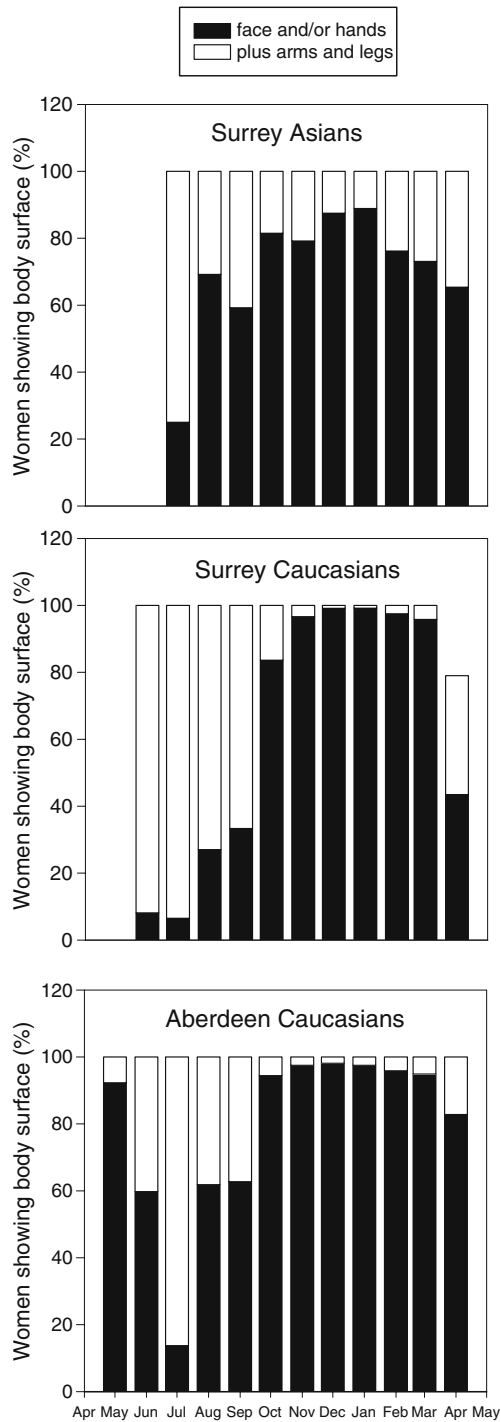 face and/or hands
plus arms and legs
Women showing body surface (%)
120
100
80
60
40
20
0
Surrey Asians
Women showing body surface (%)
120
100
80
60
40
20
0
Surrey Caucasians
Women showing body surface (%)
120
100
80
60
40
20
0
Aberdeen Caucasians
Apr May Jun Jul Aug Sep Oct Nov Dec Jan Feb Mar Apr May